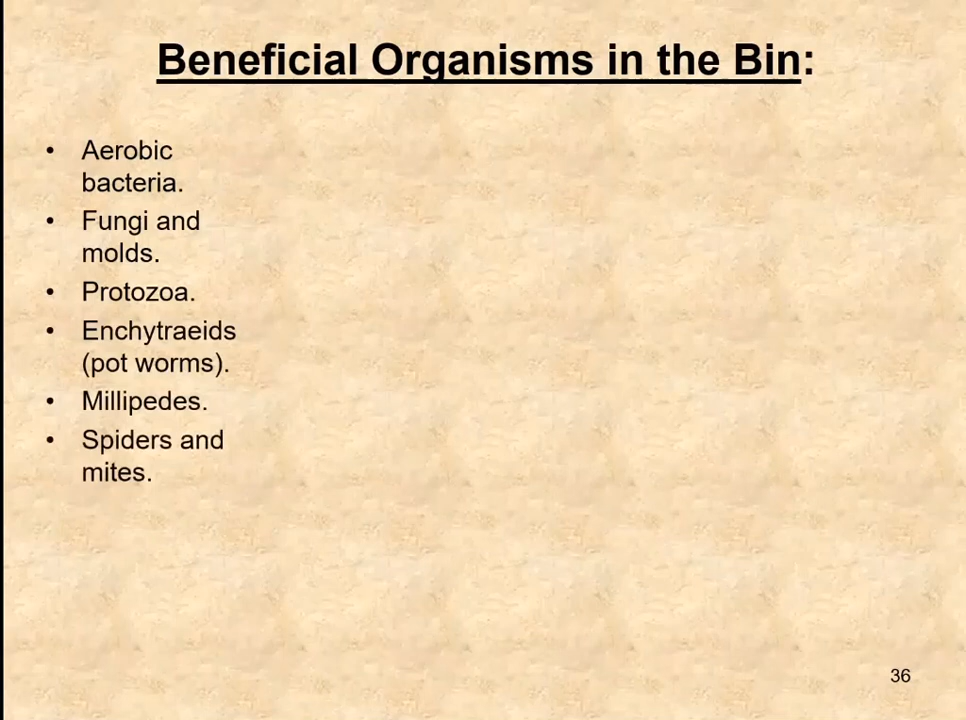 Beneficial Organisms in the Bin:
• Aerobic
bacteria.
• Fungi and
molds.
• Protozoa.
• Enchytraeids
(pot worms).
• Millipedes.
• Spiders and
mites.
36